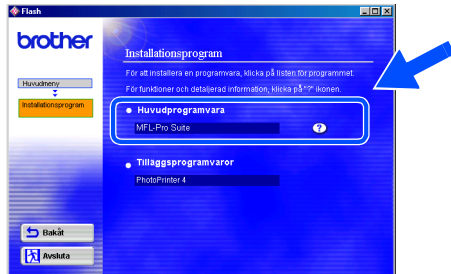 Flash
brother
Installationsprogram
För att installera en programvara, klicka på listen för programmet.
För funktioner och detaljerad information, klicka på "?" ikonen.
Huvudmeny
Installationsprogram
Huvudprogramvara
MFL-Pro Suite
?
Tilläggsprogramvaror
PhotoPrinter 4
Bakåt
Avsluta